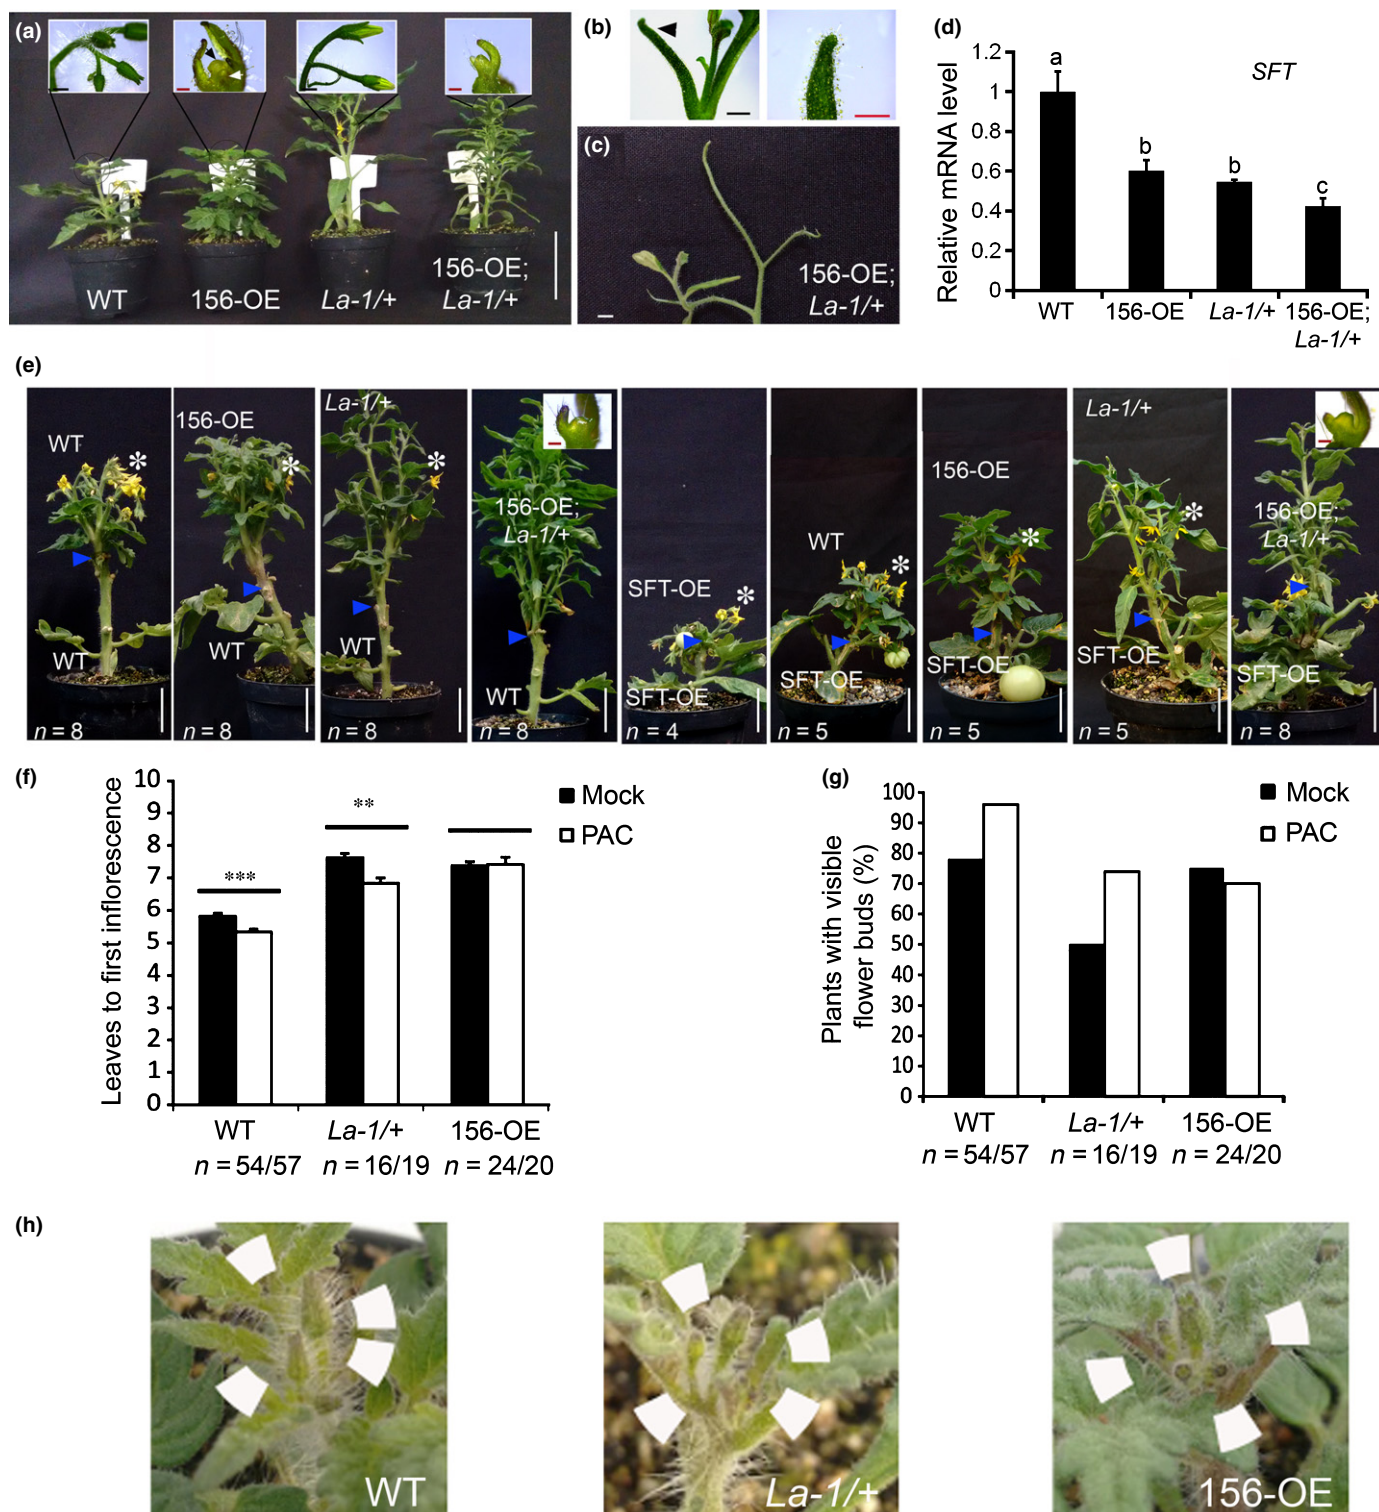 (a)
WT
156-OE
La-1/+
156-OE;
La-1/+
(b)
(c)
156-OE;
La-1/+
(d)
SFT
Relative mRNA level
1.2
1
0.8
0.6
0.4
0.2
0
a
b
b
c
WT
156-OE
La-1/+
156-OE;
La-1/+
(e)
WT
*
WT
n = 8
156-OE
*
WT
n = 8
La-1/+
*
WT
n = 8
156-OE;
La-1/+
WT
n = 8
SFT-OE
*
SFT-OE
n = 4
WT
*
SFT-OE
n = 5
156-OE
*
SFT-OE
n = 5
La-1/+
*
SFT-OE
n = 5
156-OE;
La-1/+
SFT-OE
n = 8
(f)
Leaves to first inflorescence
10
9
8
7
6
5
4
3
2
1
0
***
**
Mock
PAC
WT
La-1/+
156-OE
n = 54/57
n = 16/19
n = 24/20
(g)
Plants with visible
flower buds (%)
100
90
80
70
60
50
40
30
20
10
0
Mock
PAC
WT
La-1/+
156-OE
n = 54/57
n = 16/19
n = 24/20
(h)
WT
La-1/+
156-OE